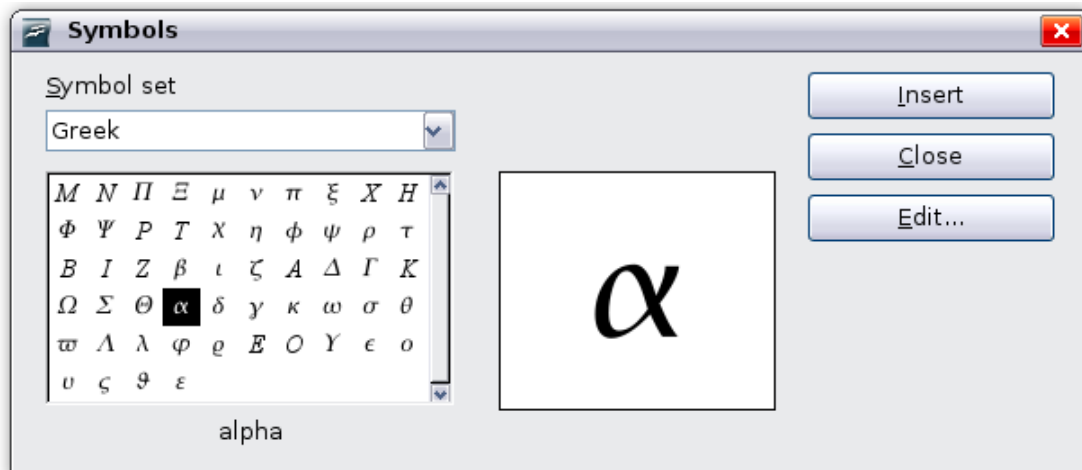 Symbols
Symbol set
Greek
Μ Ν Π Ξ μ ν π ξ Χ Η
Φ Ψ Ρ Τ χ η ϕ ψ ρ τ
Β Ι Ζ β ι ζ Α Δ Γ Κ
Ω Σ Θ α δ γ κ ω σ θ
ϖ Λ λ φ ϱ Ε Ο Υ ϵ ο
υ ς ϑ ε
alpha
α
Insert
Close
Edit...